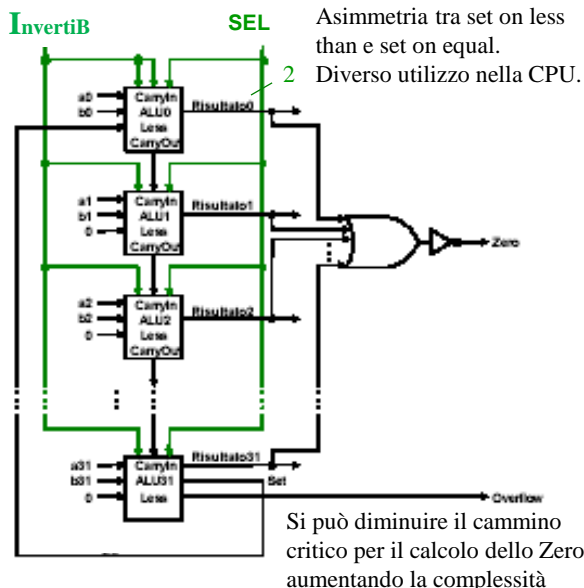 InvertiB
SEL
Asimmetria tra set on less
than e set on equal.
2
Diverso utilizzo nella CPU.
a0
b0
CarryIn
ALU0
Less
CarryOut
Risultato0
a1
b1
0
CarryIn
ALU1
Less
CarryOut
Risultato1
Zero
a2
b2
0
CarryIn
ALU2
Less
CarryOut
Risultato2
a31
b31
0
CarryIn
ALU31
Less
Risultato31
Set
Overflow
Si può diminuire il cammino
critico per il calcolo dello Zero
aumentando la complessità